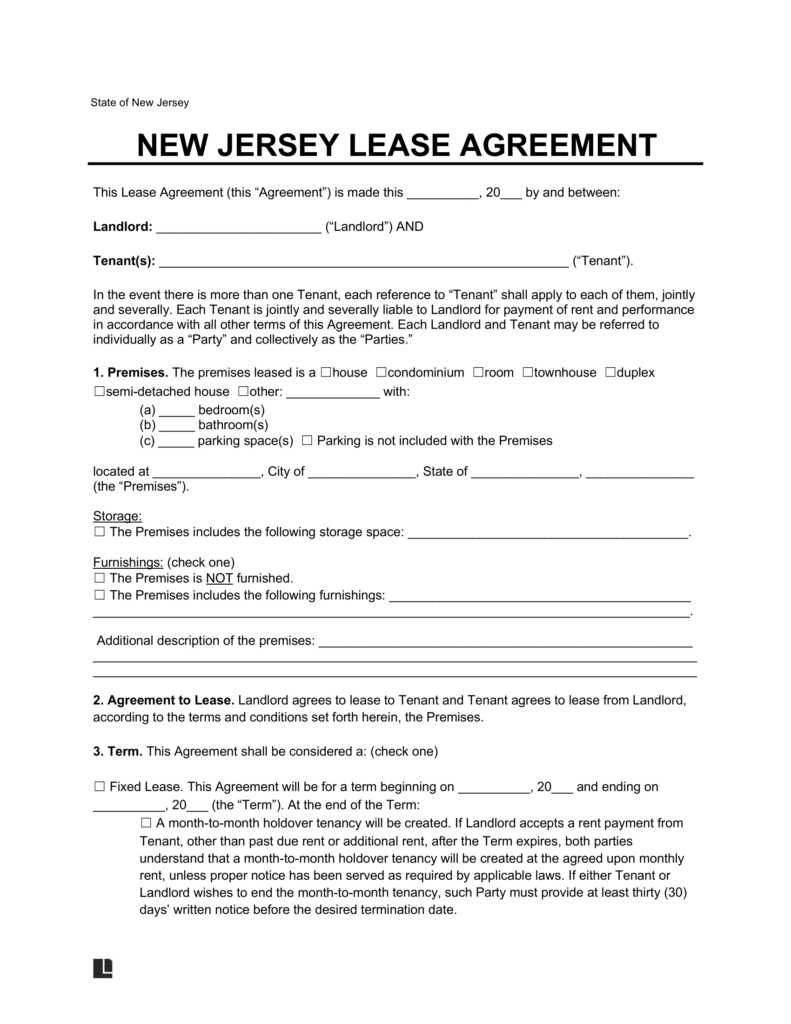 State of New Jersey
NEW JERSEY LEASE AGREEMENT
This Lease Agreement (this “Agreement”) is made this __________, 20___ by and between:
Landlord: _______________________ (“Landlord”) AND
Tenant(s): _________________________________________________________ (“Tenant”).
In the event there is more than one Tenant, each reference to “Tenant” shall apply to each of them, jointly
and severally. Each Tenant is jointly and severally liable to Landlord for payment of rent and performance
in accordance with all other terms of this Agreement. Each Landlord and Tenant may be referred to
individually as a “Party” and collectively as the “Parties.”
1. Premises. The premises leased is a ☐house ☐condominium ☐room ☐townhouse ☐duplex
☐semi-detached house ☐other: _____________ with:
(a) _____ bedroom(s)
(b) _____ bathroom(s)
(c) _____ parking space(s) ☐ Parking is not included with the Premises
located at _______________, City of _______________, State of _______________, _______________
(the “Premises”).
Storage:
☐ The Premises includes the following storage space: _______________________________________.
Furnishings: (check one)
☐ The Premises is NOT furnished.
☐ The Premises includes the following furnishings: __________________________________________
___________________________________________________________________________________.
Additional description of the premises: ____________________________________________________
____________________________________________________________________________________
____________________________________________________________________________________
2. Agreement to Lease. Landlord agrees to lease to Tenant and Tenant agrees to lease from Landlord,
according to the terms and conditions set forth herein, the Premises.
3. Term. This Agreement shall be considered a: (check one)
☐ Fixed Lease. This Agreement will be for a term beginning on __________, 20___ and ending on
__________, 20___ (the “Term”). At the end of the Term:
☐ A month-to-month holdover tenancy will be created. If Landlord accepts a rent payment from
Tenant, other than past due rent or additional rent, after the Term expires, both parties
understand that a month-to-month holdover tenancy will be created at the agreed upon monthly
rent, unless proper notice has been served as required by applicable laws. If either Tenant or
Landlord wishes to end the month-to-month tenancy, such Party must provide at least thirty (30)
days’ written notice before the desired termination date.